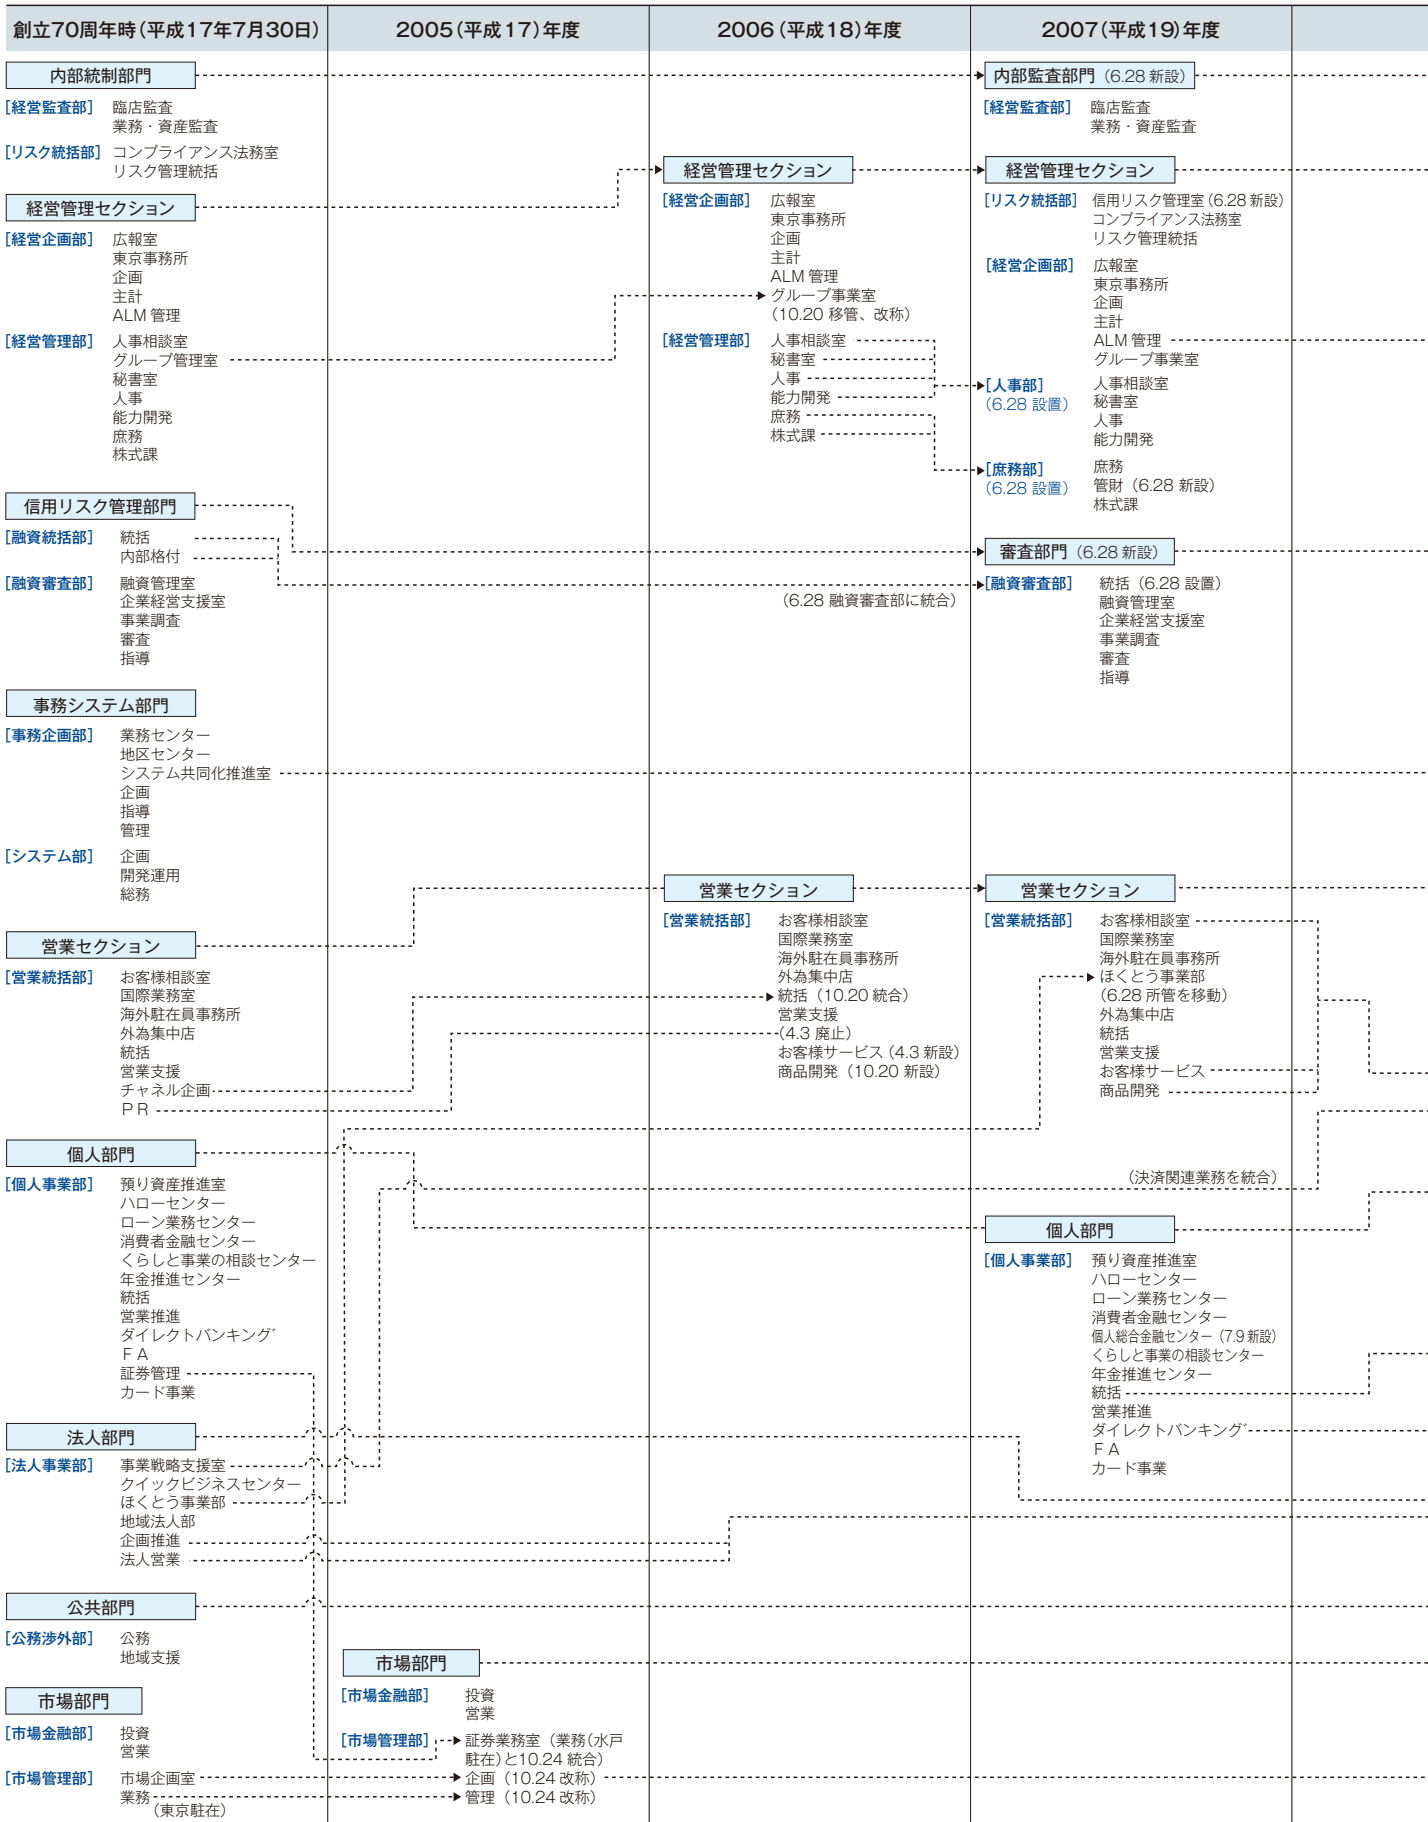 創立70周年時(平成17年7月30日)
内部統制部門
[経営監査部] 臨店監査
業務・資産監査
[リスク統括部] コンプライアンス法務室
リスク管理統括
経営管理セクション
[経営企画部] 広報室
東京事務所
企画
主計
ALM 管理
[経営管理部] 人事相談室
グループ管理室
秘書室
人事
能力開発
庶務
株式課
信用リスク管理部門
[融資統括部] 統括
内部格付
[融資審査部] 融資管理室
企業経営支援室
事業調査
審査
指導
事務システム部門
[事務企画部] 業務センター
地区センター
システム共同化推進室
企画
指導
管理
[システム部] 企画
開発運用
総務
営業セクション
[営業統括部] お客様相談室
国際業務室
海外駐在員事務所
外為集中店
統括
営業支援
チャネル企画
ＰＲ
個人部門
[個人事業部] 預り資産推進室
ハローセンター
ローン業務センター
消費者金融センター
くらしと事業の相談センター
年金推進センター
統括
営業推進
ダイレクトバンキング
ＦＡ
証券管理
カード事業
法人部門
[法人事業部] 事業戦略支援室
クイックビジネスセンター
ほくとう事業部
地域法人部
企画推進
法人営業
公共部門
[公務渉外部] 公務
地域支援
市場部門
[市場金融部] 投資
営業
[市場管理部] 市場企画室
業務
(東京駐在)
2005(平成17)年度
市場部門
[市場金融部] 投資
営業
[市場管理部] 証券業務室（業務(水戸
駐在)と10.24 統合）
企画（10.24 改称）
管理（10.24 改称）
2006(平成18)年度
経営管理セクション
[経営企画部] 広報室
東京事務所
企画
主計
ALM 管理
グループ事業室
（10.20 移管、改称）
[経営管理部] 人事相談室
秘書室
人事
能力開発
庶務
株式課
（6.28 融資審査部に統合）
営業セクション
[営業統括部] お客様相談室
国際業務室
海外駐在員事務所
外為集中店
統括（10.20 統合）
営業支援
(4.3 廃止)
お客様サービス（4.3 新設）
商品開発（10.20 新設）
2007(平成19)年度
内部監査部門（6.28 新設）
[経営監査部] 臨店監査
業務・資産監査
経営管理セクション
[リスク統括部] 信用リスク管理室（6.28 新設）
コンプライアンス法務室
リスク管理統括
[経営企画部] 広報室
東京事務所
企画
主計
ALM 管理
グループ事業室
[人事部] 人事相談室
（6.28 設置） 秘書室
人事
能力開発
[庶務部] 庶務
（6.28 設置） 管財（6.28 新設）
株式課
審査部門（6.28 新設）
[融資審査部] 統括（6.28 設置）
融資管理室
企業経営支援室
事業調査
審査
指導
営業セクション
[営業統括部] お客様相談室
国際業務室
海外駐在員事務所
ほくとう事業部
（6.28 所管を移動）
外為集中店
統括
営業支援
お客様サービス
商品開発
（決済関連業務を統合）
個人部門
[個人事業部] 預り資産推進室
ハローセンター
ローン業務センター
消費者金融センター
個人総合金融センター（7.9 新設）
くらしと事業の相談センター
年金推進センター
統括
営業推進
ダイレクトバンキング
ＦＡ
カード事業